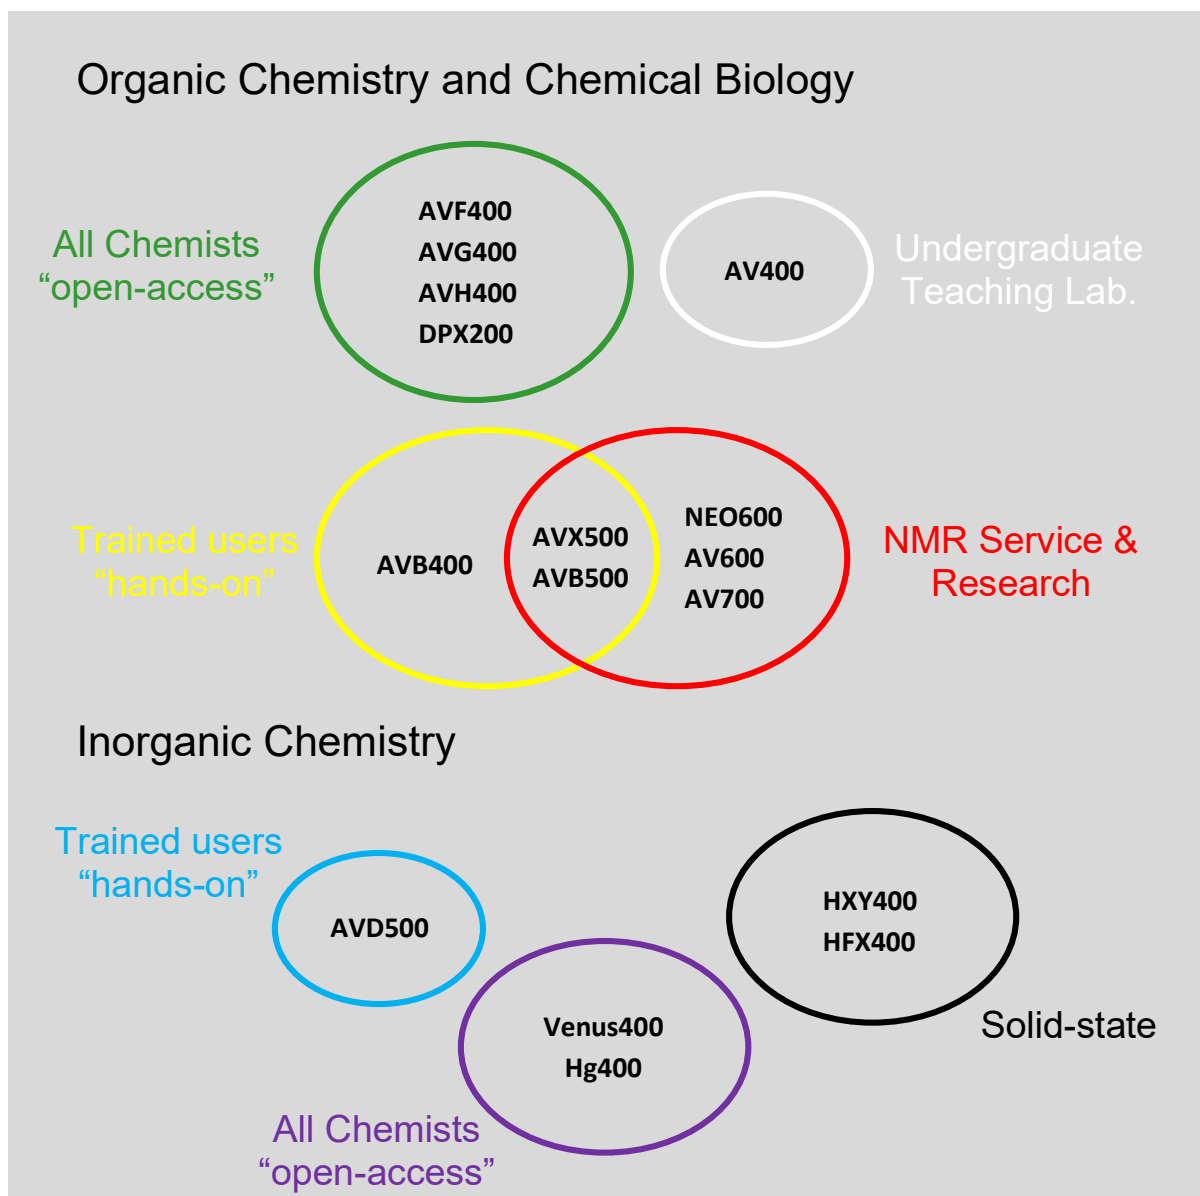 Organic Chemistry and Chemical Biology
All Chemists
“open-access”
AVF400
AVG400
AVH400
DPX200
AV400
Undergraduate
Teaching Lab.
Trained users
“hands-on”
AVB400
AVX500
AVB500
NEO600
AV600
AV700
NMR Service &
Research
Inorganic Chemistry
Trained users
“hands-on”
AVD500
Venus400
Hg400
All Chemists
“open-access”
HXY400
HFX400
Solid-state